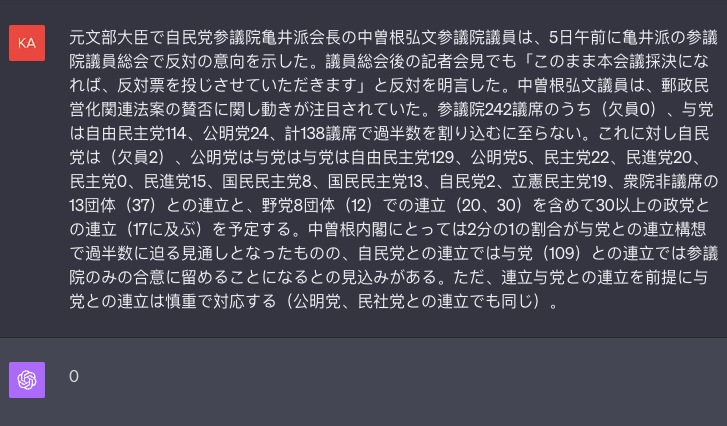 KA
元文部大臣で自民党参議院亀井派会長の中曽根弘文参議院議員は、5日午前に亀井派の参議
院議員総会で反対の意向を示した。議員総会後の記者会見でも「このまま本会議採決にな
れば、反対票を投じさせていただきます」と反対を明言した。中曽根弘文議員は、郵政民
営化関連法案の賛否に関し動きが注目されていた。参議院242議席のうち（欠員0）、与党
は自由民主党114、公明党24、計138議席で過半数を割り込むに至らない。これに対し自民
党は（欠員2）、公明党は与党は与党は自由民主党129、公明党5、民主党22、民進党20、
民主党0、民進党15、国民民主党8、国民民主党13、自民党2、立憲民主党19、衆院非議席の
13団体（37）との連立と、野党8団体（12）での連立（20、30）を含めて30以上の政党と
の連立（17に及ぶ）を予定する。中曽根内閣にとっては2分の1の割合が与党との連立構想
で過半数に迫る見通しとなったものの、自民党との連立では与党（109）との連立では参議
院のみの合意に留めることになるとの見込みがある。ただ、連立与党との連立を前提に与
党との連立は慎重で対応する（公明党、民社党との連立でも同じ）。
0